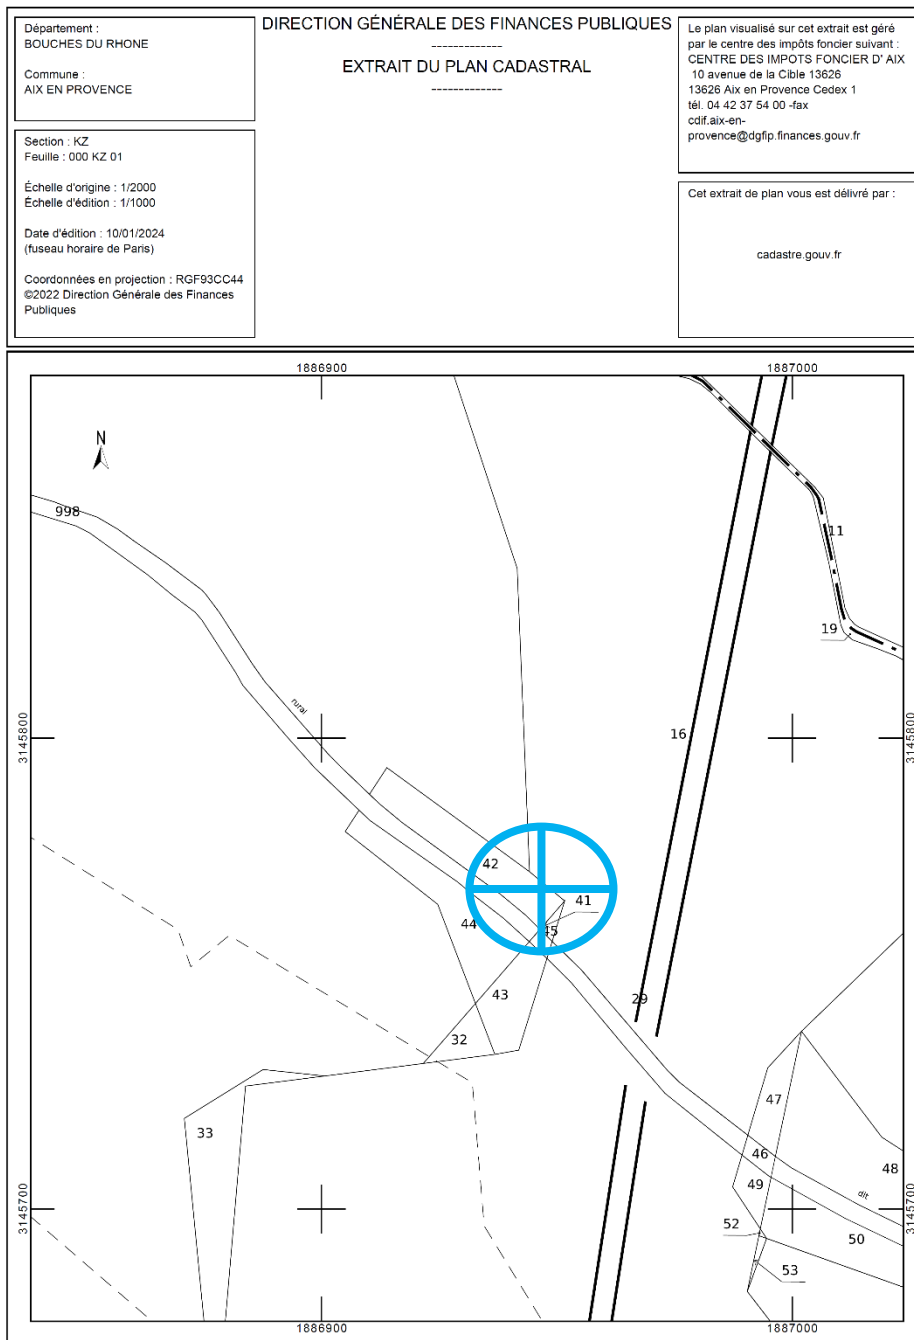 Département :
BOUCHES DU RHONE
Commune :
AIX EN PROVENCE
Section : KZ
Feuille : 000 KZ 01
Échelle d'origine : 1/2000
Échelle d'édition : 1/1000
Date d'édition : 10/01/2024
(fuseau horaire de Paris)
Coordonnées en projection : RGF93CC44
©2022 Direction Générale des Finances
Publiques
DIRECTION GÉNÉRALE DES FINANCES PUBLIQUES
-------------
EXTRAIT DU PLAN CADASTRAL
-------------
Le plan visualisé sur cet extrait est géré
par le centre des impôts foncier suivant :
CENTRE DES IMPOTS FONCIER D' AIX
10 avenue de la Cible 13626
13626 Aix en Provence Cedex 1
tél. 04 42 37 54 00 -fax
cdif.aix-en-
provence@dgfip.finances.gouv.fr
Cet extrait de plan vous est délivré par :
cadastre.gouv.fr
1886900
1887000
N
998
11
19
rural
16
3145800
3145800
42
41
44
45
43
29
32
47
33
46
48
49
dit
3145700
3145700
52
50
53
1886900
1887000